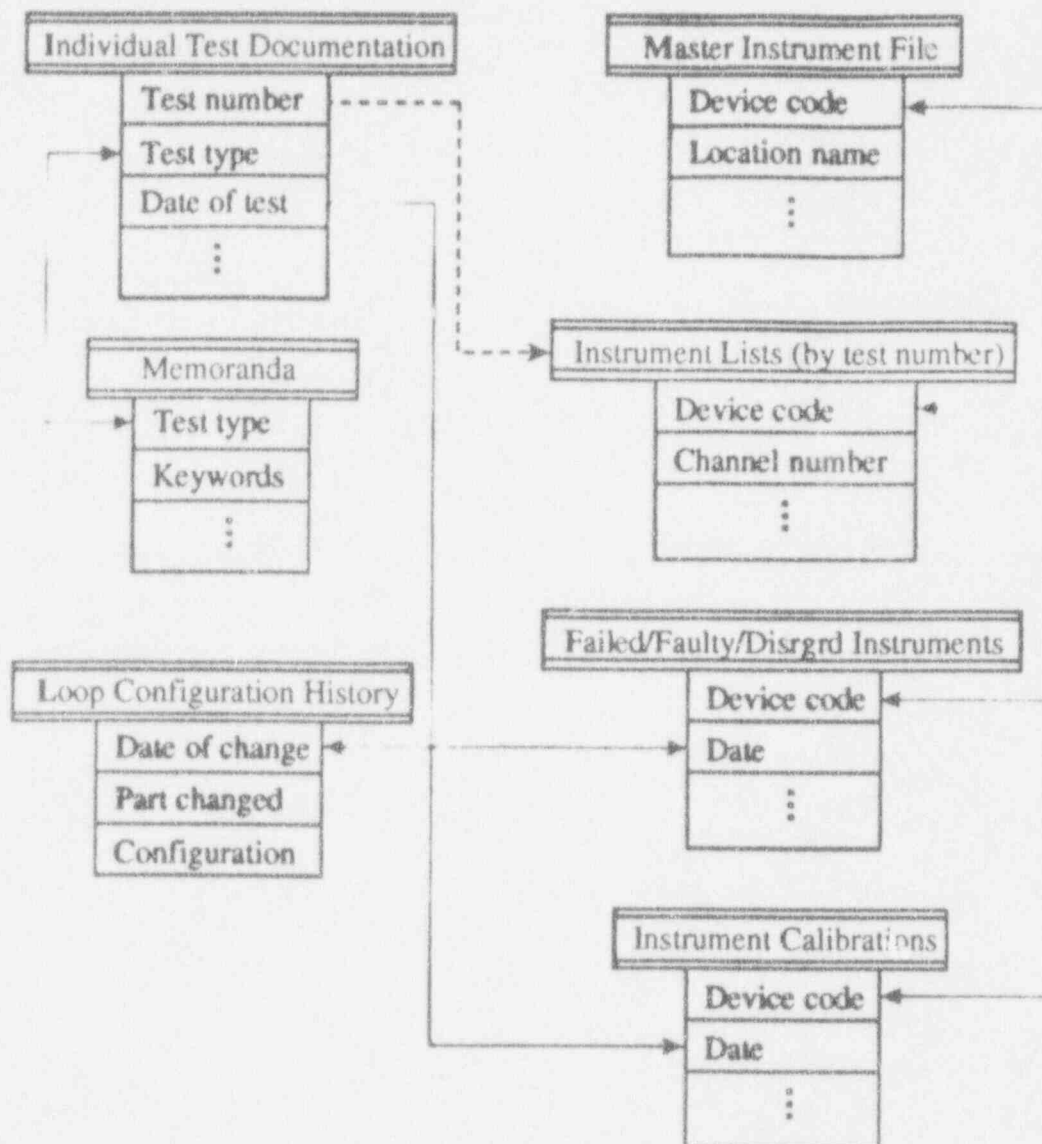 Individual Test Documentation
Test number
Test type
Date of test
Memoranda
Test type
Keywords
Loop Configuration History
Date of change
Part changed
Configuration
Master Instrument File
Device code
Location name
Instrument Lists (by test number)
Device code
Channel number
Failed/Faulty/Disrgrd Instruments
Device code
Date
Instrument Calibrations
Device code
Date